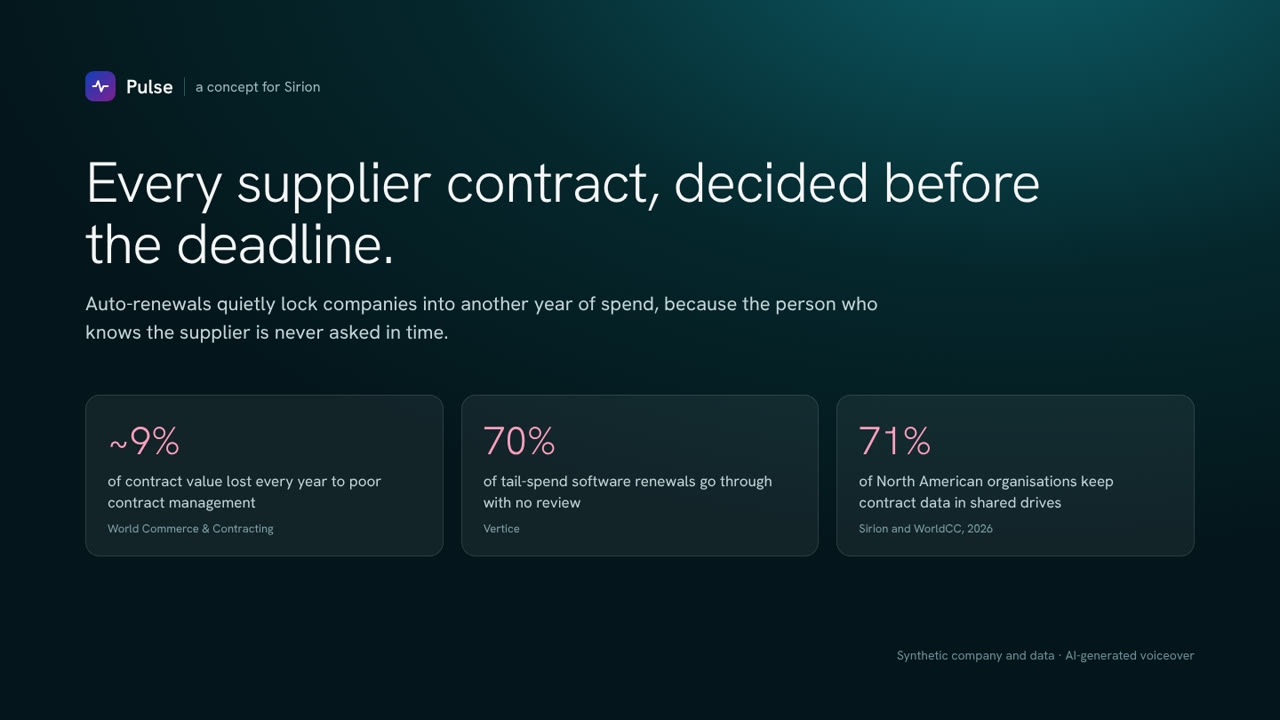 Pulse
a concept for Sirion
Every supplier contract, decided before
the deadline.
Auto-renewals quietly lock companies into another year of spend, because the person who
knows the supplier is never asked in time.
~9%
of contract value lost every year to poor
contract management
World Commerce & Contracting
70%
of tail-spend software renewals go through
with no review
Vertice
71%
of North American organisations keep
contract data in shared drives
Sirion and WorldCC, 2026
Synthetic company and data · AI-generated voiceover